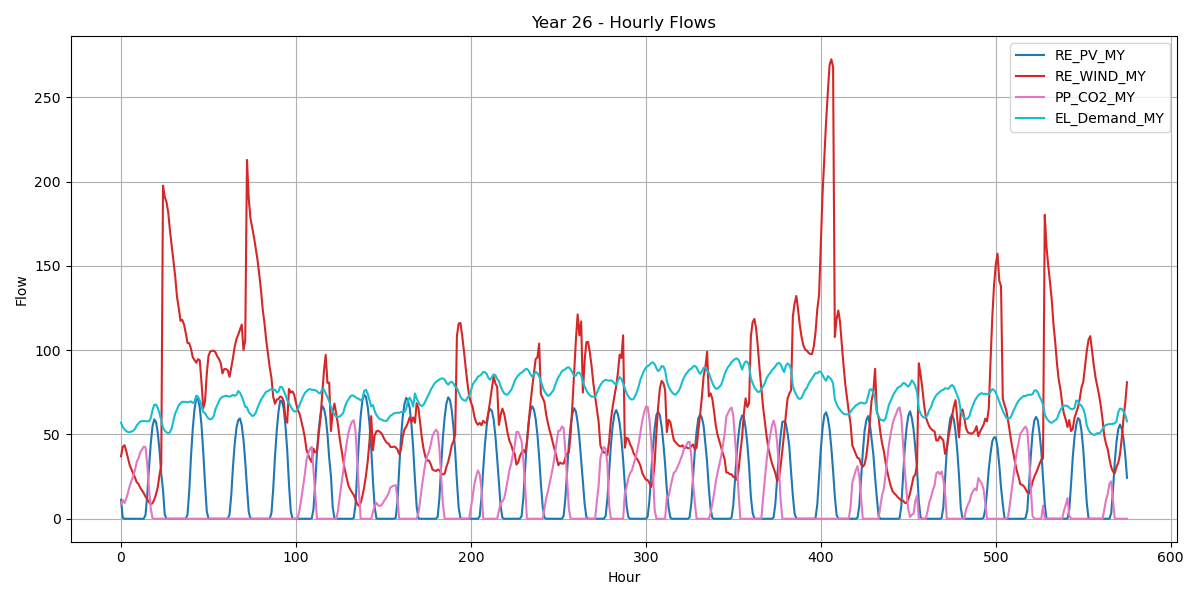 Year 26 - Hourly Flows
RE_PV_MY
RE_WIND_MY
PP_CO2_MY
EL_Demand_MY
Flow
250
200
150
100
50
0
0 100 200 300 400 500 600
Hour